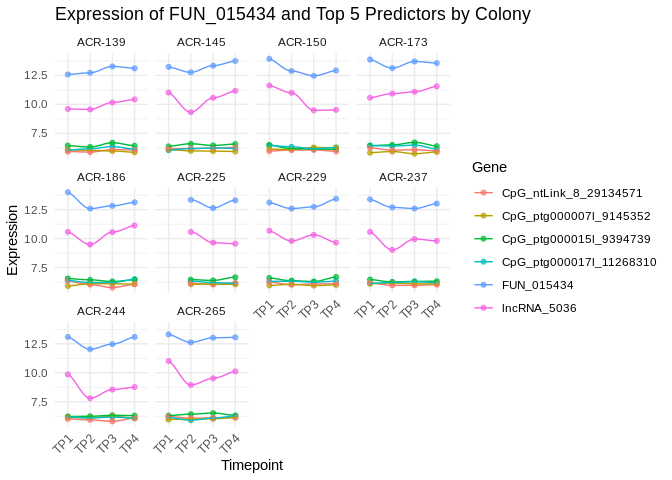 Expression of FUN_015434 and Top 5 Predictors by Colony
ACR-139 ACR-145 ACR-150 ACR-173
12.5
10.0
7.5
ACR-186 ACR-225 ACR-229 ACR-237
12.5
10.0
7.5
TP1 TP2 TP3 TP4 TP1 TP2 TP3 TP4
ACR-244 ACR-265
12.5
10.0
7.5
TP1 TP2 TP3 TP4 TP1 TP2 TP3 TP4
Timepoint
Expression
Gene
CpG_ntLink_8_29134571
CpG_ptg000007l_9145352
CpG_ptg000015l_9394739
CpG_ptg000017l_11268310
FUN_015434
lncRNA_5036